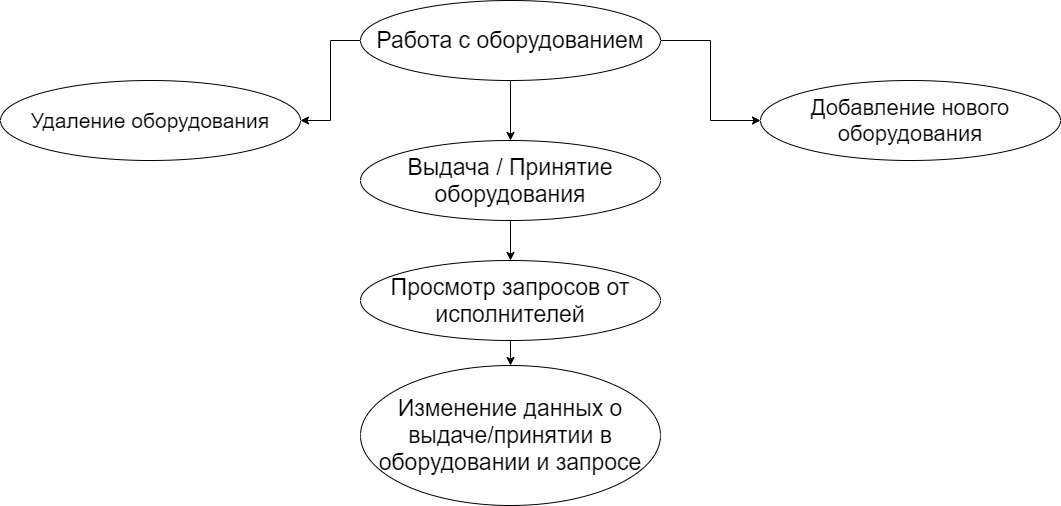 Работа с оборудованием
Удаление оборудования
Добавление нового
оборудования
Выдача / Принятие
оборудования
Просмотр запросов от
исполнителей
Изменение данных о
выдаче/принятии в
оборудовании и запросе